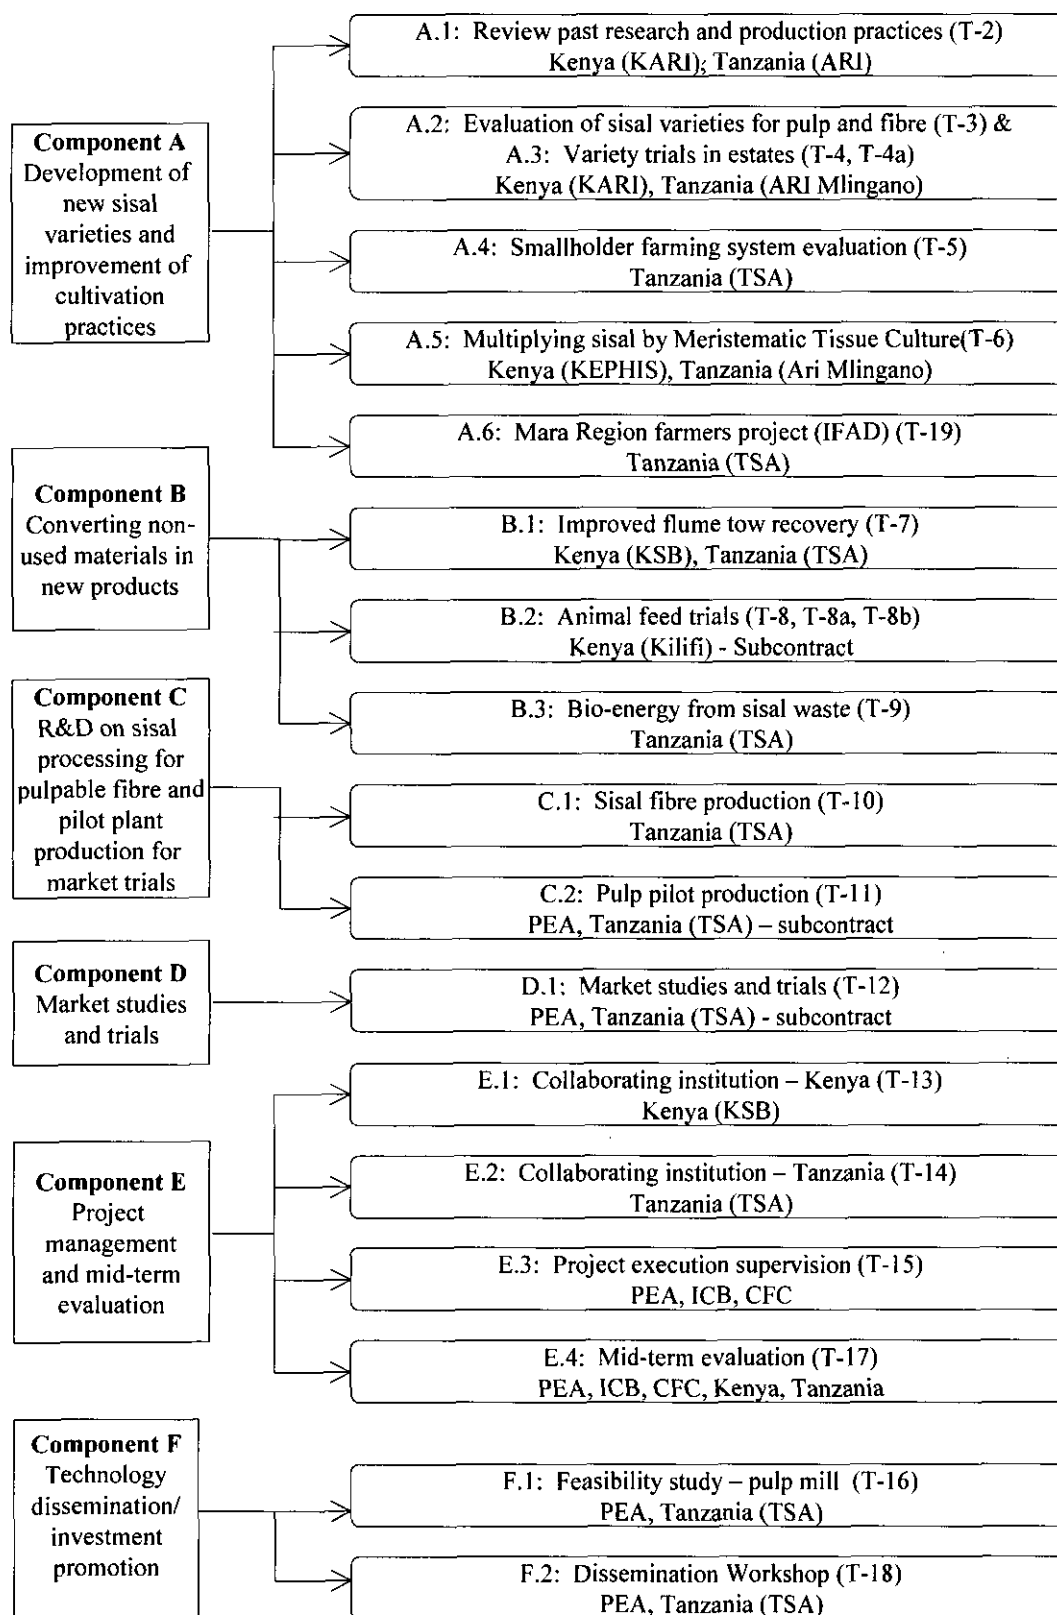 Component A
Development of
new sisal
varieties and
improvement of
cultivation
practices
A.1: Review past research and production practices (T-2)
Kenya (KARI); Tanzania (ARI)
A.2: Evaluation of sisal varieties for pulp and fibre (T-3) &
A.3: Variety trials in estates (T-4, T-4a)
Kenya (KARI), Tanzania (ARI Mlingano)
A.4: Smallholder farming system evaluation (T-5)
Tanzania (TSA)
A.5: Multiplying sisal by Meristematic Tissue Culture(T-6)
Kenya (KEPHIS), Tanzania (Ari Mlingano)
A.6: Mara Region farmers project (IFAD) (T-19)
Tanzania (TSA)
Component B
Converting non-
used materials in
new products
B.1: Improved flume tow recovery (T-7)
Kenya (KSB), Tanzania (TSA)
B.2: Animal feed trials (T-8, T-8a, T-8b)
Kenya (Kilifi) - Subcontract
B.3: Bio-energy from sisal waste (T-9)
Tanzania (TSA)
Component C
R&D on sisal
processing for
pulpable fibre and
pilot plant
production for
market trials
C.1: Sisal fibre production (T-10)
Tanzania (TSA)
C.2: Pulp pilot production (T-11)
PEA, Tanzania (TSA) – subcontract
Component D
Market studies
and trials
D.1: Market studies and trials (T-12)
PEA, Tanzania (TSA) - subcontract
Component E
Project
management
and mid-term
evaluation
E.1: Collaborating institution – Kenya (T-13)
Kenya (KSB)
E.2: Collaborating institution – Tanzania (T-14)
Tanzania (TSA)
E.3: Project execution supervision (T-15)
PEA, ICB, CFC
E.4: Mid-term evaluation (T-17)
PEA, ICB, CFC, Kenya, Tanzania
Component F
Technology
dissemination/
investment
promotion
F.1: Feasibility study – pulp mill (T-16)
PEA, Tanzania (TSA)
F.2: Dissemination Workshop (T-18)
PEA, Tanzania (TSA)